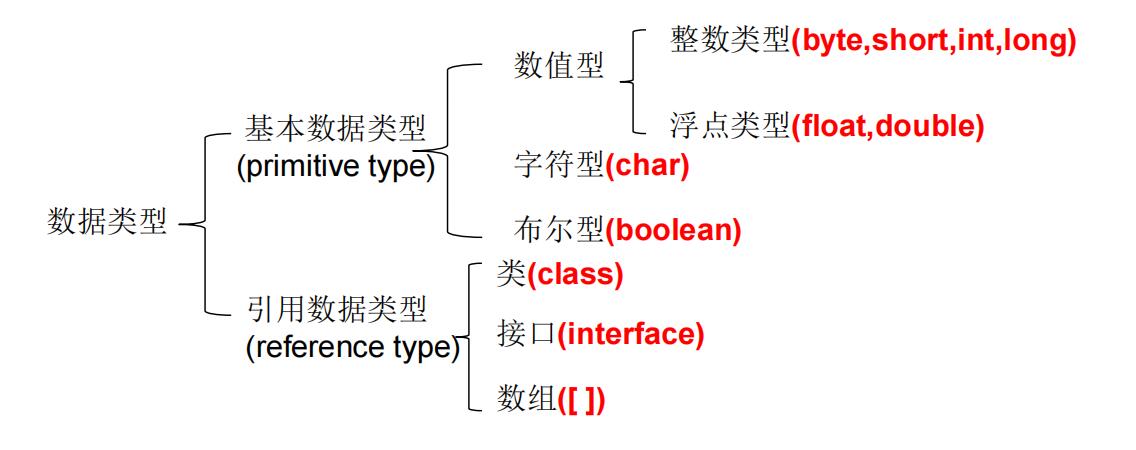 数据类型
基本数据类型
(primitive type)
数值型
整数类型(byte,short,int,long)
浮点类型(float,double)
字符型(char)
布尔型(boolean)
引用数据类型
(reference type)
类(class)
接口(interface)
数组([ ])